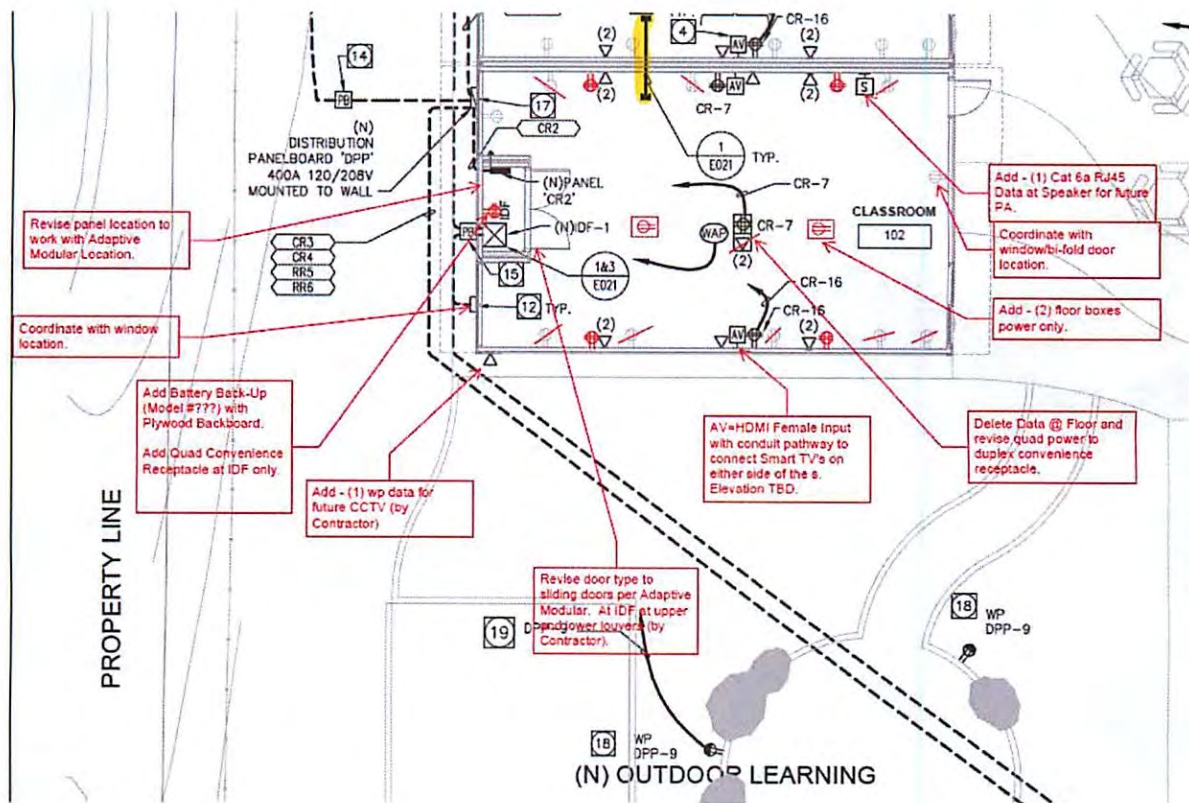 4
AV
CR-16
(2)
(2)
14
PB
17
(2)
AV
(2)
S
CR-7
(N)
DISTRIBUTION
PANELBOARD 'DPP'
400A 120/208V
MOUNTED TO WALL
CR2
1
E021
TYP.
(N)PANEL
'CR2'
CR-7
Add - (1) Cat 6a RJ45
Data at Speaker for future
PA.
Revise panel location to
work with Adaptive
Modular Location.
IDF
(N)IDF-1
PB
CR3
CR4
RR5
RR6
15
1&3
E021
WAP
CR-7
(2)
CLASSROOM
102
Coordinate with
window/bi-fold door
location.
12
TYP.
CR-16
CR-16
Add - (2) floor boxes
power only.
Coordinate with window
location.
(2)
AV
(2)
Add Battery Back-Up
(Model #???) with
Plywood Backboard.
Add Quad Convenience
Receptacle at IDF only.
Add - (1) wp data for
future CCTV (by
Contractor)
AV=HDMI Female Input
with conduit pathway to
connect Smart TV's on
either side of the s.
Elevation TBD.
Delete Data @ Floor and
revise quad power to
duplex convenience
receptacle.
PROPERTY LINE
Revise door type to
sliding doors per Adaptive
Modular. At IDF at upper
and lower louvers (by
Contractor).
19
18
WP
DPP-9
18
WP
DPP-9
(N) OUTDOOR LEARNING